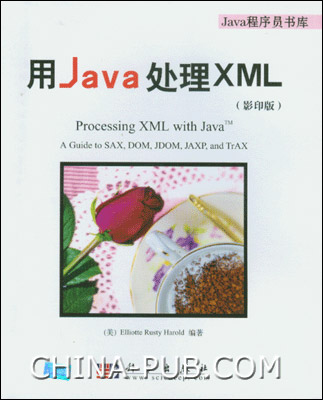 Java程序员书库
用Java处理XML
(影印版)
Processing XML with Java™
A Guide to SAX, DOM, JDOM, JAXP, and TrAX
(美) Elliotte Rusty Harold 编著
CHINA-PUB.COM